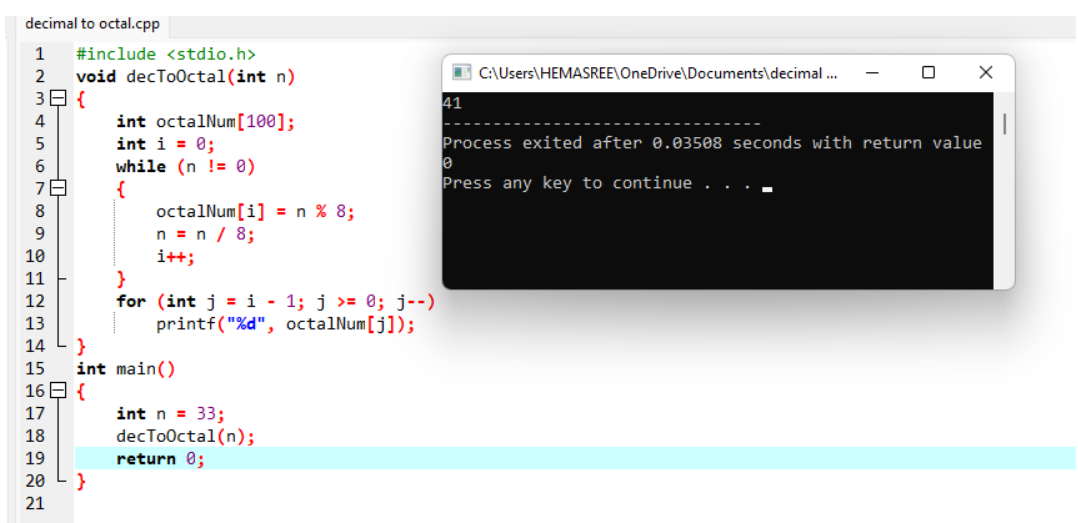 decimal to octal.cpp
1 #include <stdio.h>
2 void decToOctal(int n)
3 {
4 int octalNum[100];
5 int i = 0;
6 while (n != 0)
7 {
8 octalNum[i] = n % 8;
9 n = n / 8;
10 i++;
11 }
12 for (int j = i - 1; j >= 0; j--)
13 printf("%d", octalNum[j]);
14 }
15 int main()
16 {
17 int n = 33;
18 decToOctal(n);
19 return 0;
20 }
21
C:\Users\HEMASREE\OneDrive\Documents\decimal ...
41
--------------------------------
Process exited after 0.03508 seconds with return value
0
Press any key to continue . . .